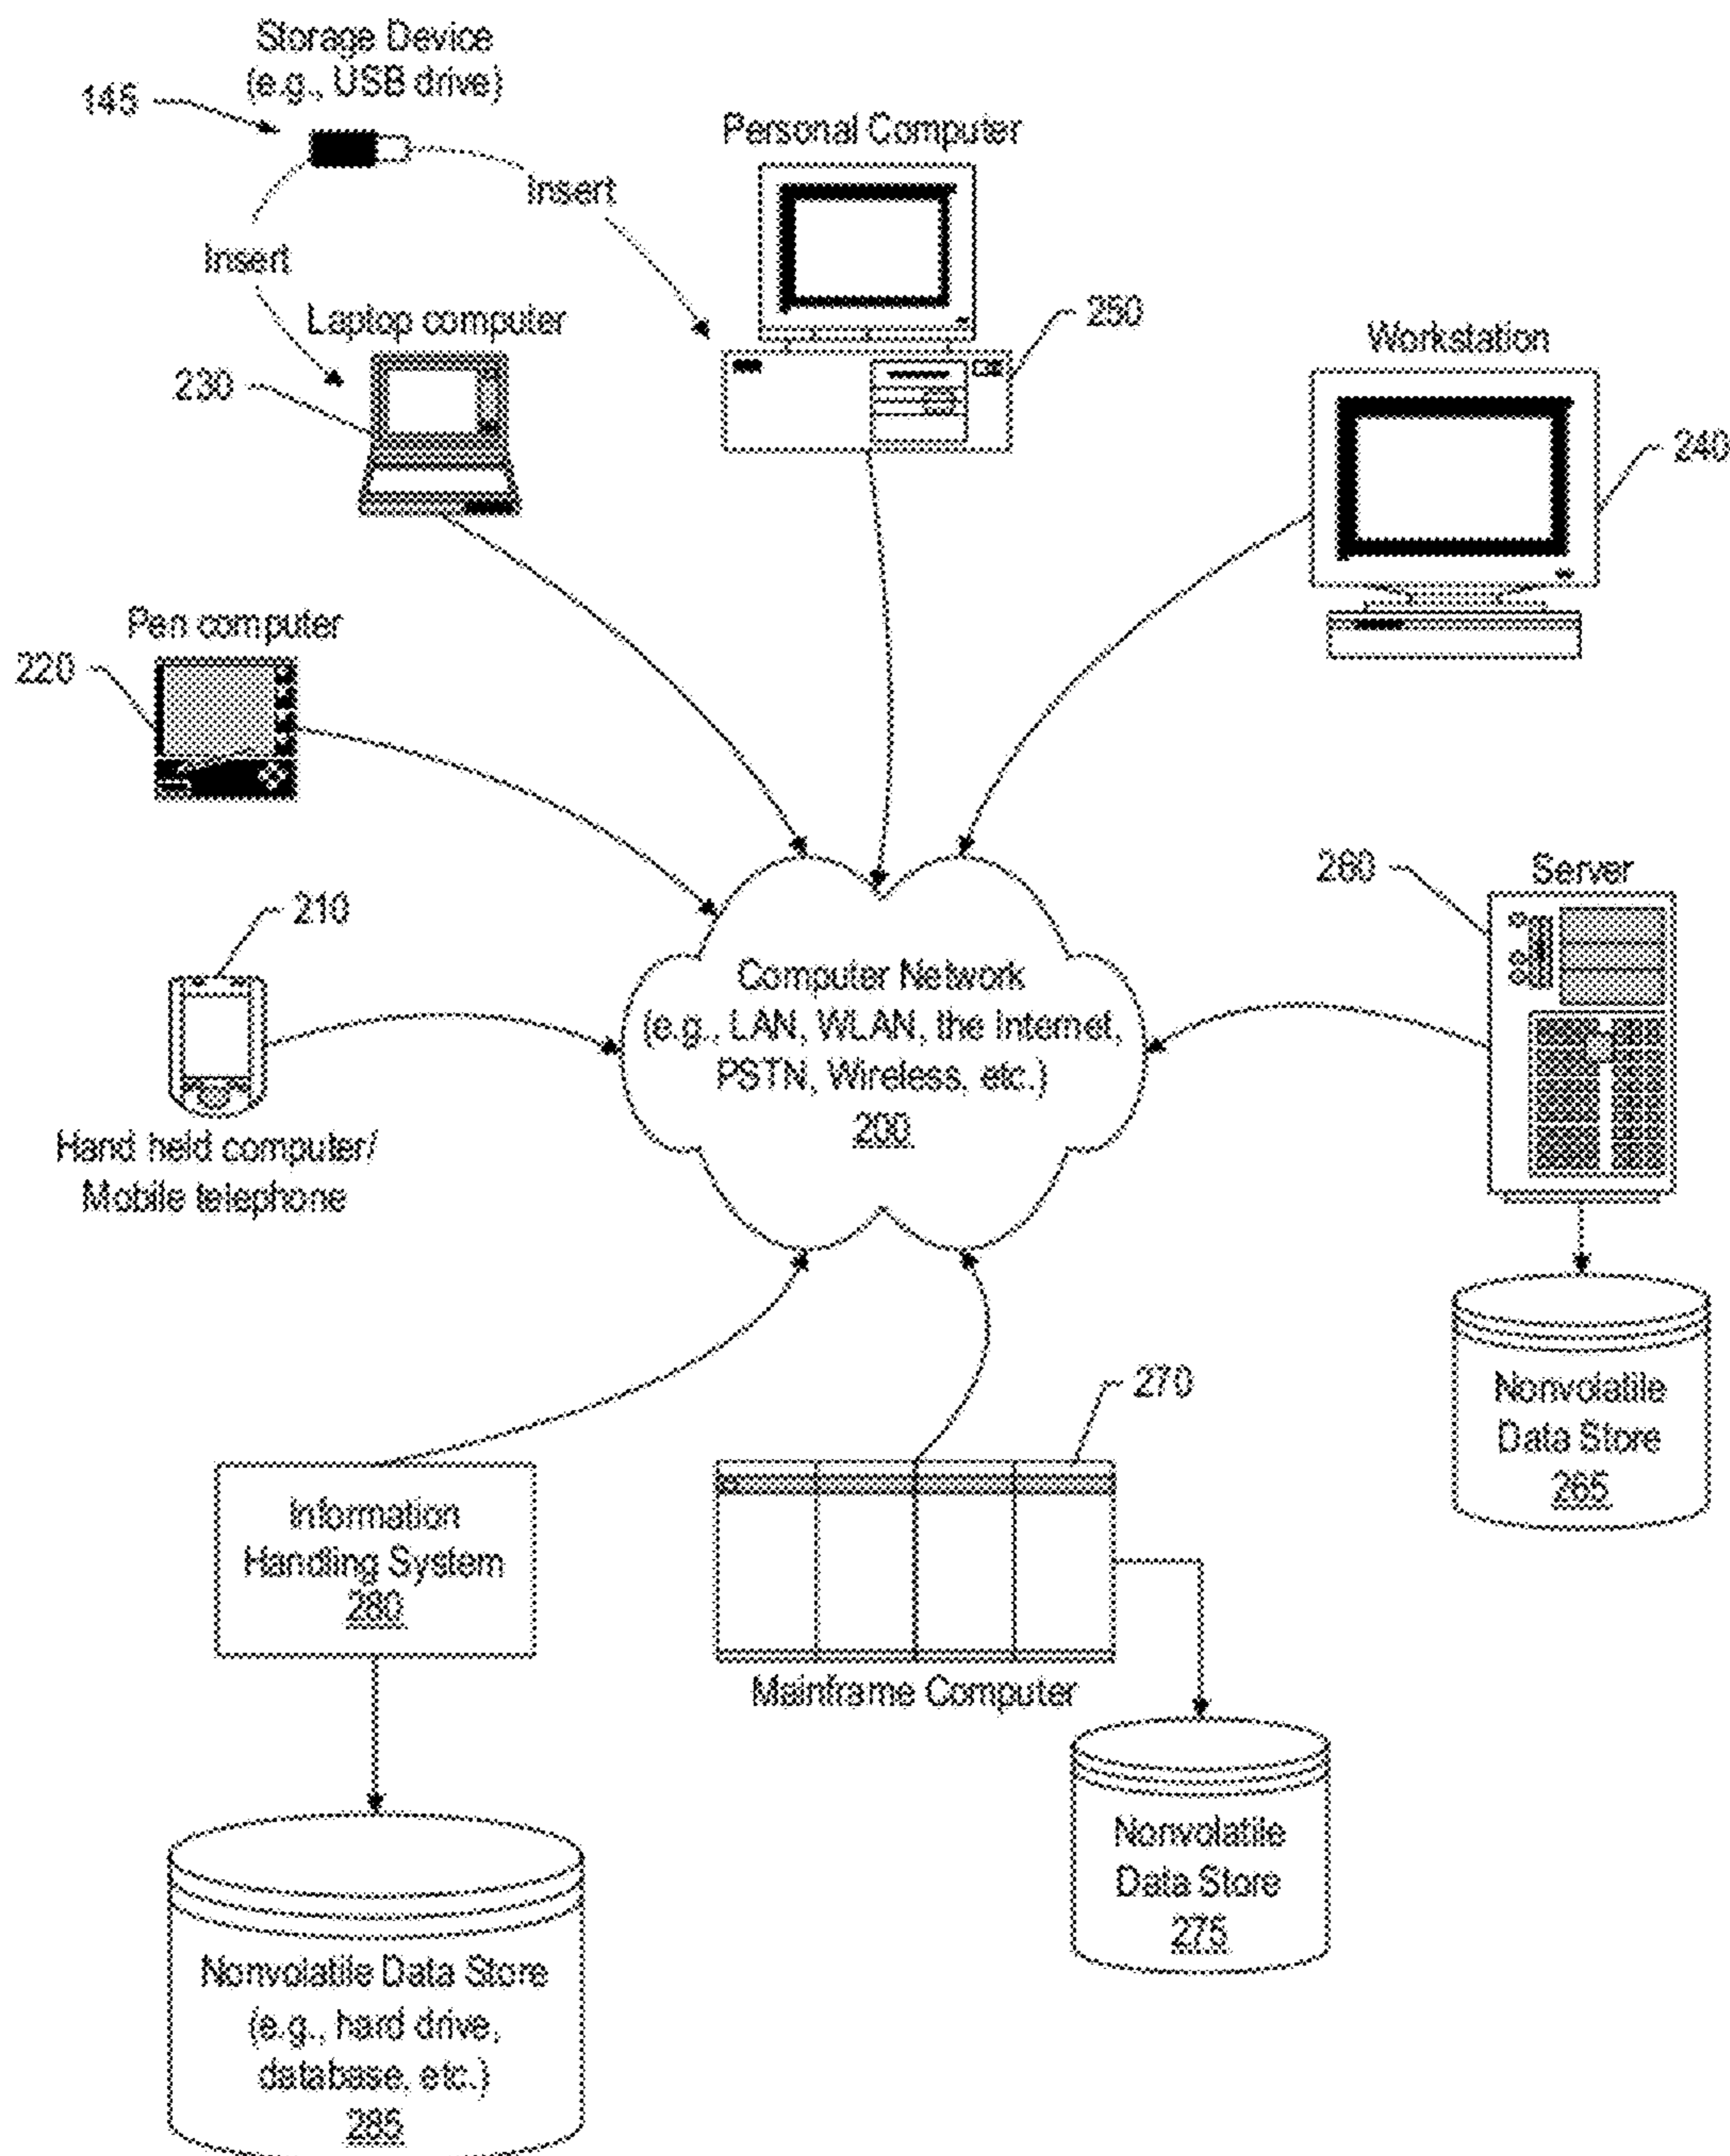 Storage Device
(e.g., USB drive)
145
Personal Computer
Insert
Insert
250
Laptop computer
230
Workstation
240
Pen computer
220
210
Hand held computer/
Mobile telephone
Computer Network
(e.g., LAN, WLAN, the Internet,
PSTN, Wireless, etc.)
200
260
Server
Nonvolatile
Data Store
265
270
Mainframe Computer
Information
Handling System
280
Nonvolatile
Data Store
275
Nonvolatile Data Store
(e.g., hard drive,
database, etc.)
285